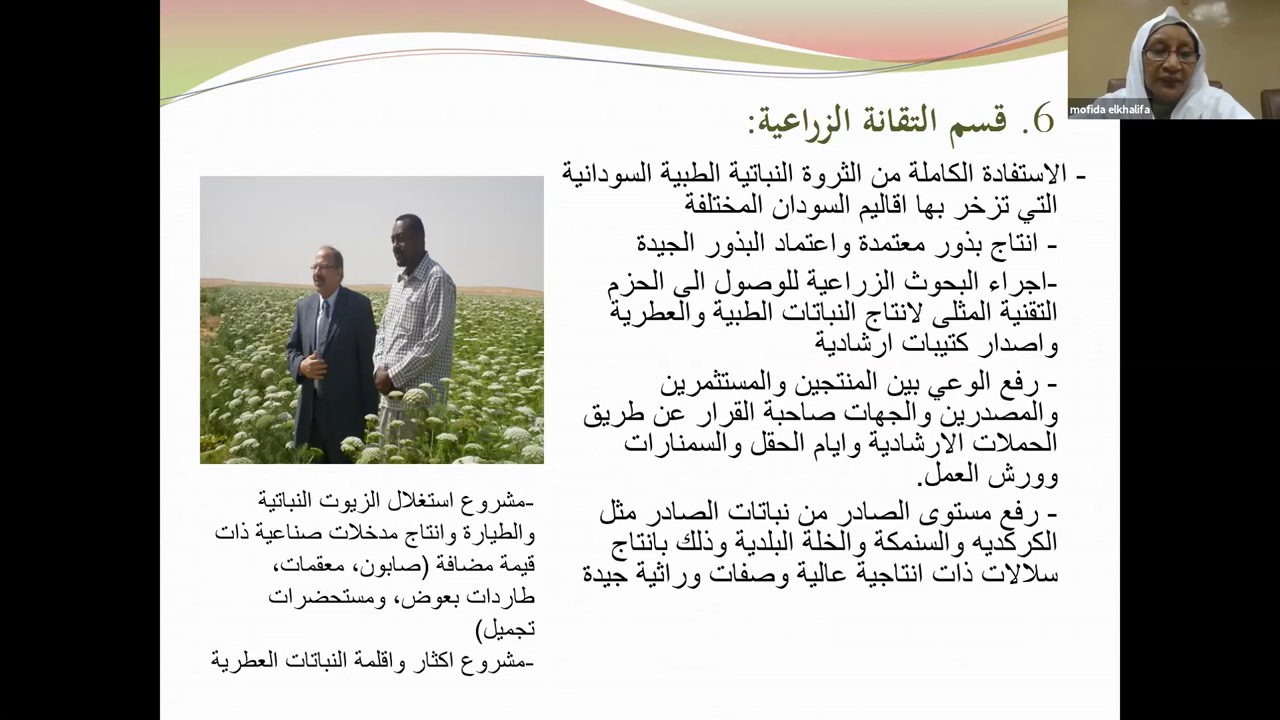 6. قسم التقانة الزراعية:
- الاستفادة الكاملة من الثروة النباتية الطبية السودانية
التي تزخر بها اقاليم السودان المختلفة
- انتاج بذور معتمدة واعتماد البذور الجيدة
-اجراء البحوث الزراعية للوصول الى الحزم
التقنية المثلى لانتاج النباتات الطبية والعطرية
واصدار كتيبات ارشادية
- رفع الوعي بين المنتجين والمستثمرين
والمصدرين والجهات صاحبة القرار عن طريق
الحملات الارشادية وايام الحقل والسمنارات
وورش العمل.
- رفع مستوى الصادر من نباتات الصادر مثل
الكركديه والسنمكة والخلة البلدية وذلك بانتاج
سلالات ذات انتاجية عالية وصفات وراثية جيدة
-مشروع استغلال الزيوت النباتية
والطيارة وانتاج مدخلات صناعية ذات
قيمة مضافة (صابون، معقمات،
طاردات بعوض، ومستحضرات
تجميل)
-مشروع اكثار واقلمة النباتات العطرية
mofida elkhalifa